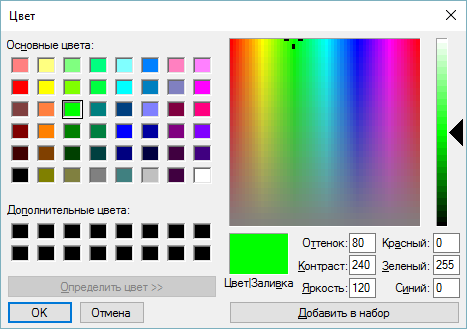 Цвет
Основные цвета:
Дополнительные цвета:
Определить цвет >>
OK
Отмена
Цвет|Заливка
Оттенок: 80
Контраст: 240
Яркость: 120
Красный: 0
Зеленый: 255
Синий: 0
Добавить в набор